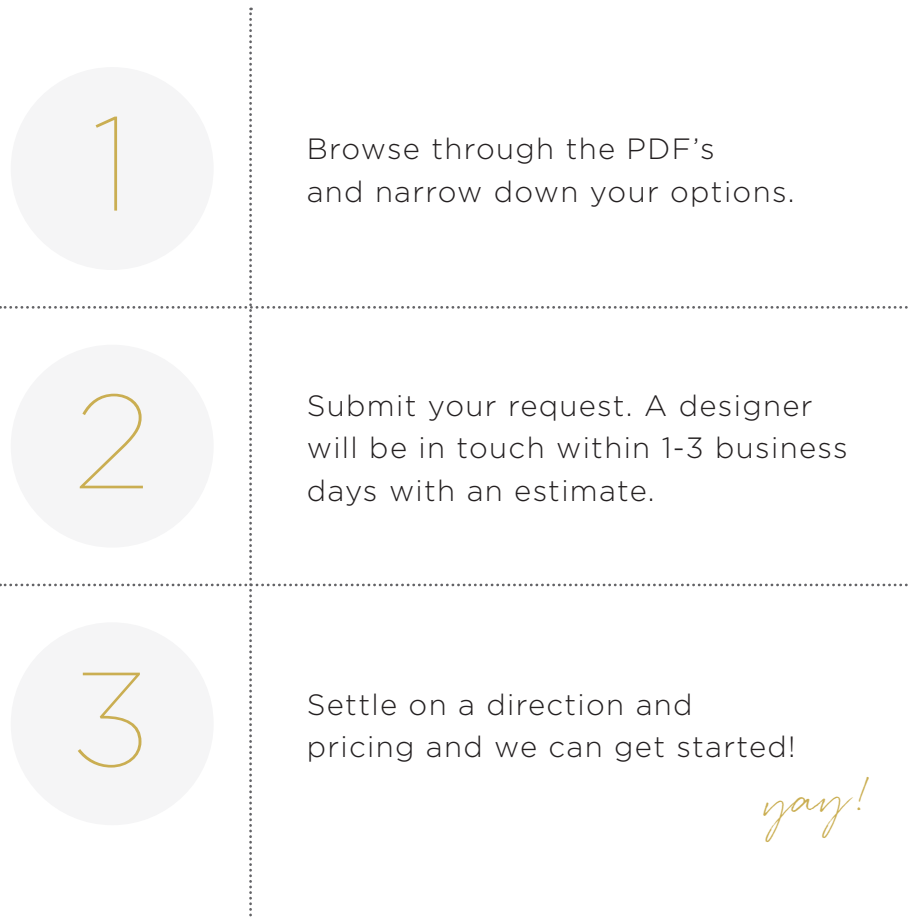 1
Browse through the PDF's
and narrow down your options.
2
Submit your request. A designer
will be in touch within 1-3 business
days with an estimate.
3
Settle on a direction and
pricing and we can get started!
yay!